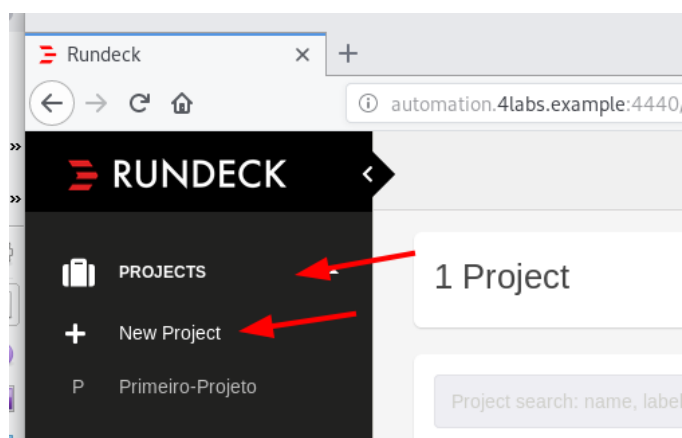 Rundeck
automation.4labs.example:4440/
RUNDECK
PROJECTS
1 Project
New Project
P Primeiro-Projeto
Project search: name, label